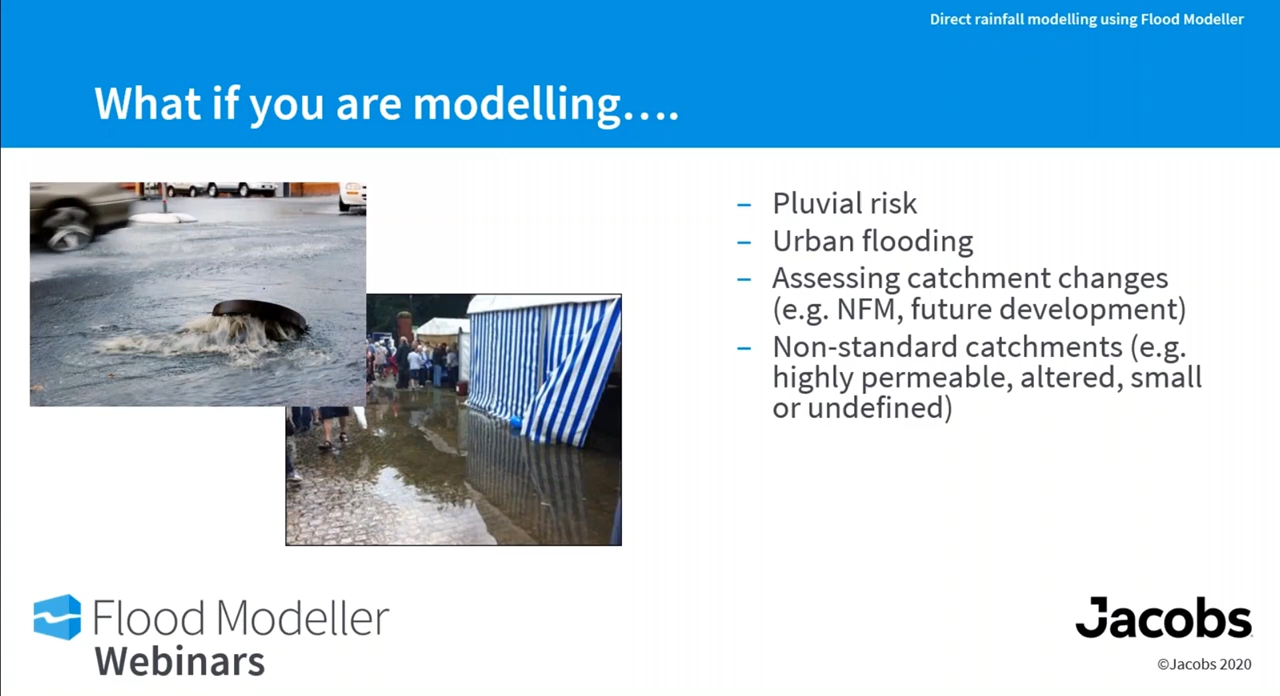 Direct rainfall modelling using Flood Modeller
What if you are modelling....
– Pluvial risk
– Urban flooding
– Assessing catchment changes
(e.g. NFM, future development)
– Non-standard catchments (e.g.
highly permeable, altered, small
or undefined)
Flood Modeller
Webinars
Jacobs
©Jacobs 2020